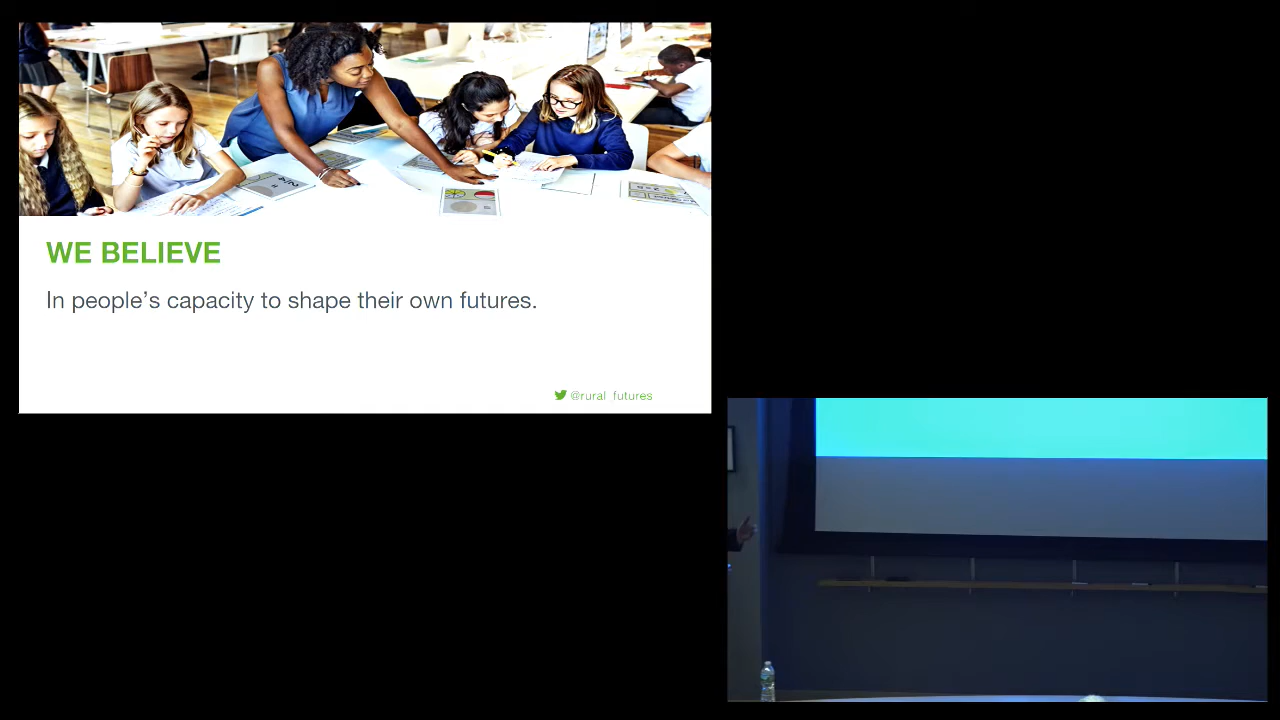 WE BELIEVE
In people's capacity to shape their own futures.
@rural_futures